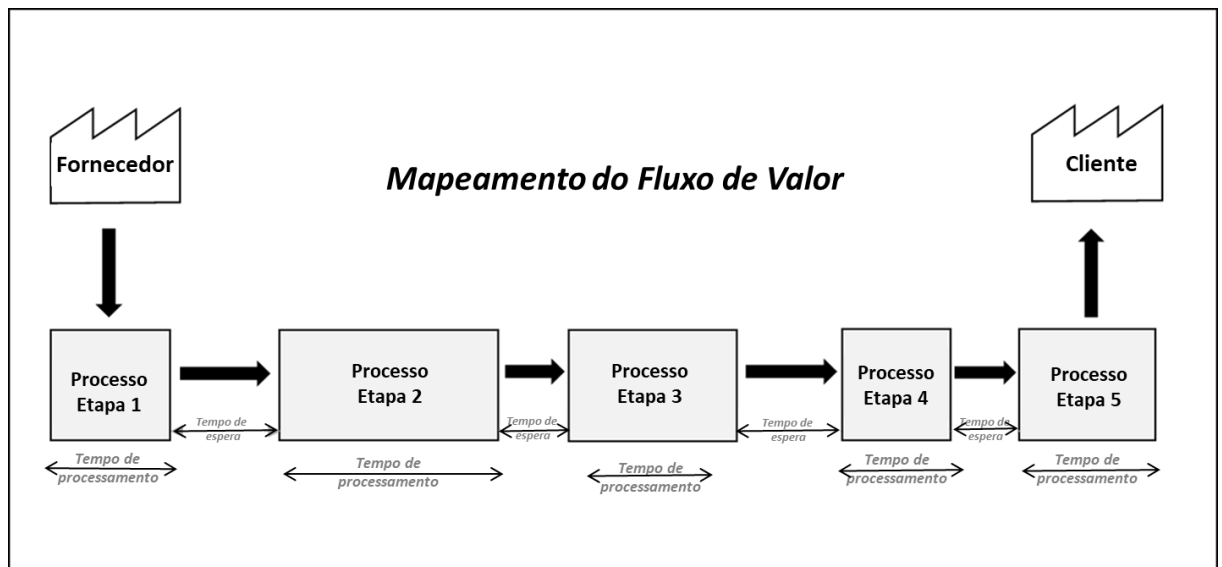 Fornecedor
Mapeamento do Fluxo de Valor
Cliente
Processo
Etapa 1
Processo
Etapa 2
Processo
Etapa 3
Processo
Etapa 4
Processo
Etapa 5
Tempo de
espera
Tempo de
espera
Tempo de
espera
Tempo de
espera
Tempo de
processamento
Tempo de
processamento
Tempo de
processamento
Tempo de
processamento
Tempo de
processamento